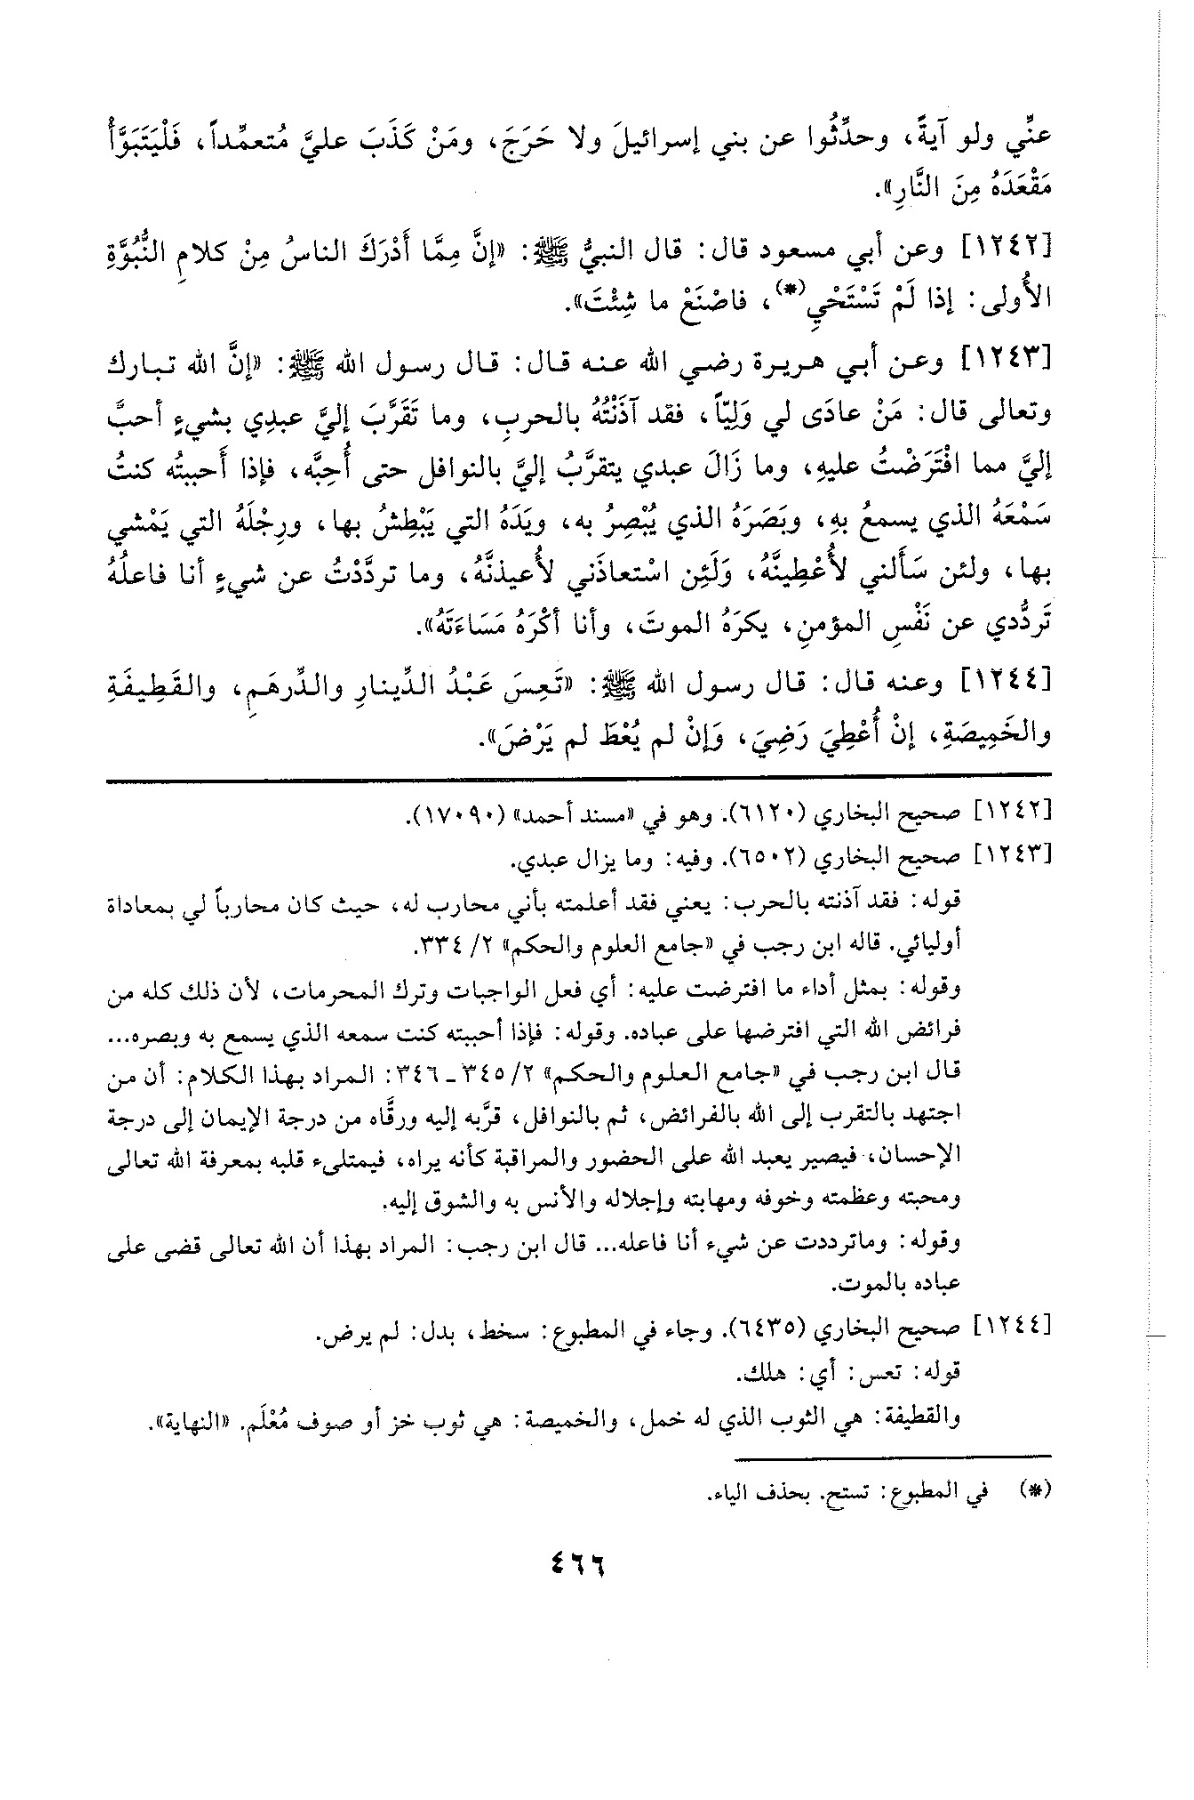 عنِّي ولو آيةً، وحدِّثُوا عن بني إسرائيلَ ولا حَرَجَ، ومَنْ كَذَبَ عليَّ مُتعمِّداً، فَلْيَتَبَوَّأْ
مَقْعَدَهُ مِنَ النَّارِ».
[١٢٤٢] وعن أبي مسعود قال: قال النبيُّ ﷺ: «إنَّ مِمَّا أَدْرَكَ الناسُ مِنْ كلامِ النُّبُوَّةِ
الأُولى: إذا لَمْ تَسْتَحْيِ(*)، فاصْنَعْ ما شِئْتَ».
[١٢٤٣] وعن أبي هريرة رضي الله عنه قال: قال رسول الله ﷺ: «إنَّ الله تبارك
وتعالى قال: مَنْ عادَى لي وَلِيّاً، فقد آذَنْتُهُ بالحربِ، وما تَقَرَّبَ إليَّ عبدِي بشيءٍ أحبَّ
إليَّ مما افْتَرَضْتُ عليهِ، وما زَالَ عبدي يتقرَّبُ إليَّ بالنوافل حتى أُحِبَّه، فإذا أَحببتُه كنتُ
سَمْعَهُ الذي يسمعُ بهِ، وبَصَرَهُ الذي يُبْصِرُ به، ويَدَهُ التي يَبْطِشُ بها، ورِجْلَهُ التي يَمْشي
بها، ولئن سَأَلني لأُعْطِينَّهُ، وَلَئِن اسْتعاذَني لأُعيذنَّهُ، وما تردَّدْتُ عن شيءٍ أنا فاعلُهُ
تَردُّدي عن نَفْسِ المؤمنِ، يكرَهُ الموتَ، وأنا أكْرَهُ مَسَاءَتَهُ».
[١٢٤٤] وعنه قال: قال رسول الله ﷺ: «تَعِسَ عَبْدُ الدِّينارِ والدِّرهَمِ، والقَطِيفَةِ
والخَمِيصَةِ، إنْ أُعْطِيَ رَضِيَ، وَإنْ لم يُعْطَ لم يَرْضَ».
[١٢٤٢] صحيح البخاري (٦١٢٠). وهو في «مسند أحمد» (١٧٠٩٠).
[١٢٤٣] صحيح البخاري (٦٥٠٢). وفيه: وما يزال عبدي.
قوله: فقد آذنته بالحرب: يعني فقد أعلمته بأني محارب له، حيث كان محارباً لي بمعاداة
أوليائي. قاله ابن رجب في «جامع العلوم والحكم» ٢/ ٣٣٤.
وقوله: بمثل أداء ما افترضت عليه: أي فعل الواجبات وترك المحرمات، لأن ذلك كله من
فرائض الله التي افترضها على عباده. وقوله: فإذا أحببته كنت سمعه الذي يسمع به وبصره...
قال ابن رجب في «جامع العلوم والحكم» ٢/ ٣٤٥ ـ ٣٤٦: المراد بهذا الكلام: أن من
اجتهد بالتقرب إلى الله بالفرائض، ثم بالنوافل، قرَّبه إليه ورقَّاه من درجة الإيمان إلى درجة
الإحسان، فيصير يعبد الله على الحضور والمراقبة كأنه يراه، فيمتلىء قلبه بمعرفة الله تعالى
ومحبته وعظمته وخوفه ومهابته وإجلاله والأنس به والشوق إليه.
وقوله: وماترددت عن شيء أنا فاعله... قال ابن رجب: المراد بهذا أن الله تعالى قضى على
عباده بالموت.
[١٢٤٤] صحيح البخاري (٦٤٣٥). وجاء في المطبوع: سخط، بدل: لم يرض.
قوله: تعس: أي: هلك.
والقطيفة: هي الثوب الذي له خمل، والخميصة: هي ثوب خز أو صوف مُعْلَم. «النهاية».
(*) في المطبوع: تستح. بحذف الياء.
٤٦٦